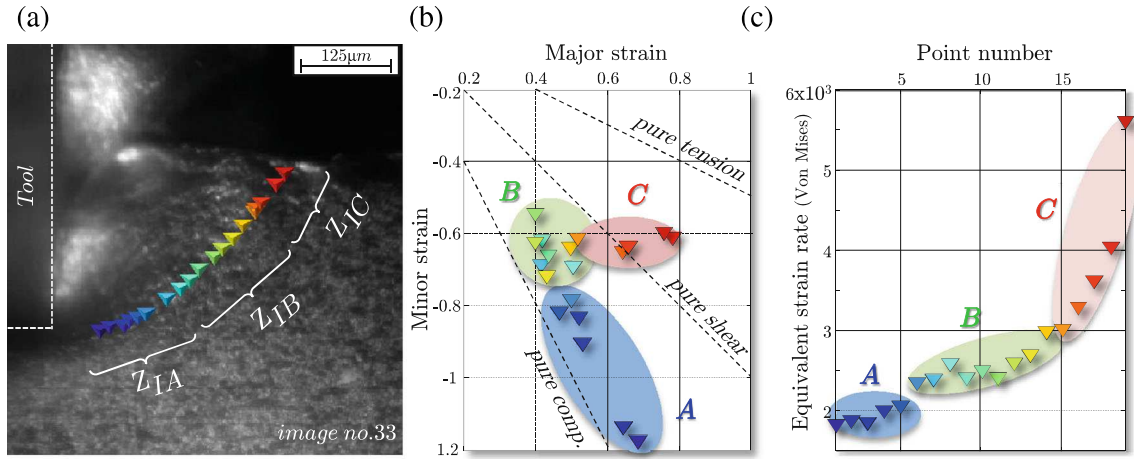 (a)
(b)
(c)
125μm
Tool
Z_IC
Z_IB
Z_IA
image no.33
Major strain
0.2 0.4 0.6 0.8 1
-0.2
-0.4
-0.6
-0.8
-1
1.2
Minor strain
pure tension
pure shear
pure comp.
B
C
A
Point number
5 10 15
6x10³
5
4
3
2
Equivalent strain rate (Von Mises)
A
B
C